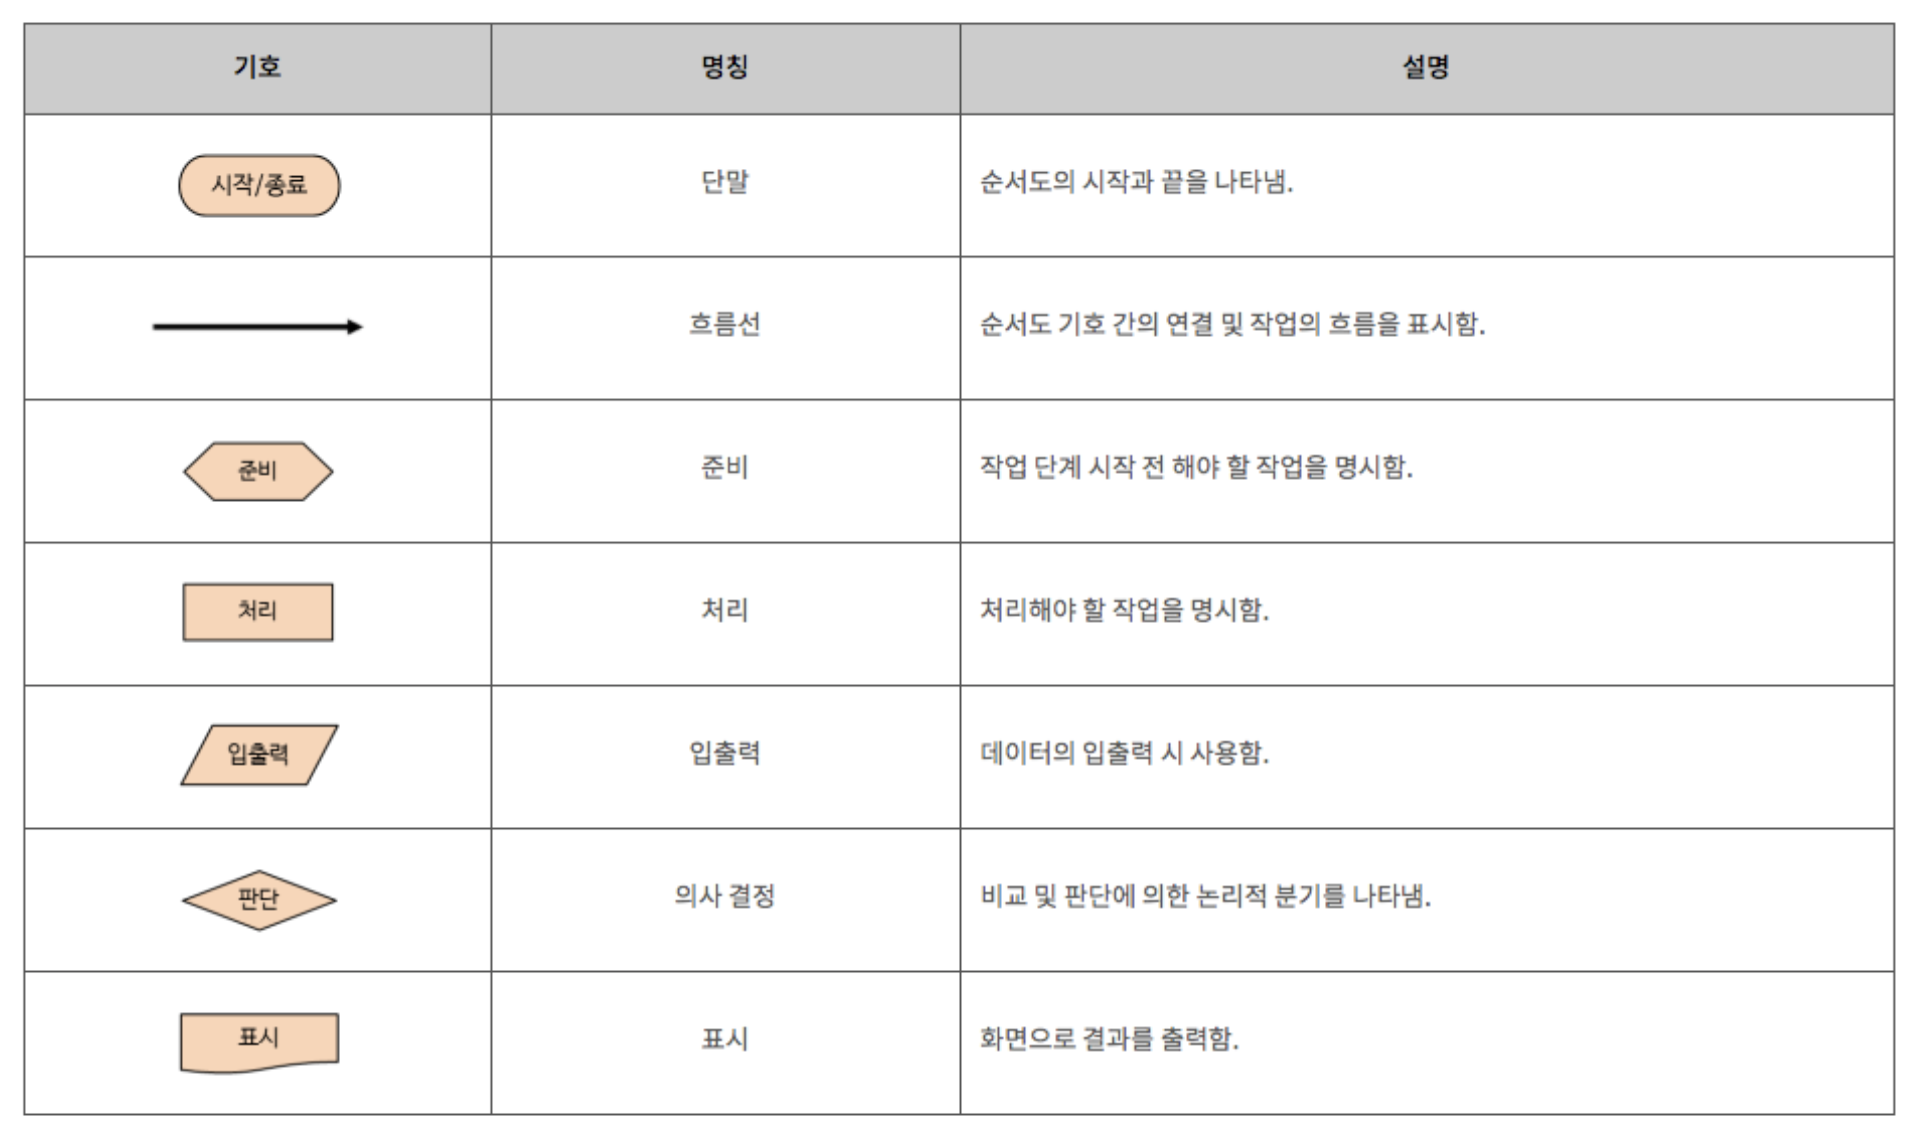 기호 명칭 설명
시작/종료 단말 순서도의 시작과 끝을 나타냄.
흐름선 순서도 기호 간의 연결 및 작업의 흐름을 표시함.
준비 준비 작업 단계 시작 전 해야 할 작업을 명시함.
처리 처리 처리해야 할 작업을 명시함.
입출력 입출력 데이터의 입출력 시 사용함.
판단 의사 결정 비교 및 판단에 의한 논리적 분기를 나타냄.
표시 표시 화면으로 결과를 출력함.